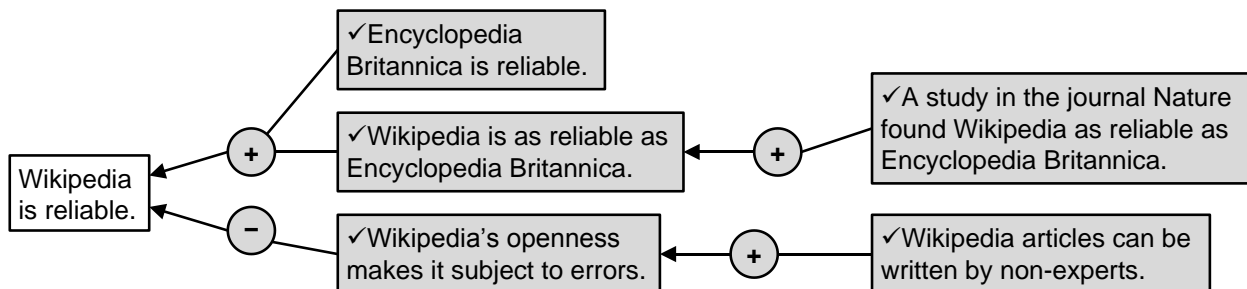 ✓Encyclopedia
Britannica is reliable.
✓A study in the journal Nature
found Wikipedia as reliable as
Encyclopedia Britannica.
✓Wikipedia is as reliable as
Encyclopedia Britannica.
+
+
Wikipedia
is reliable.
−
✓Wikipedia’s openness
makes it subject to errors.
+
✓Wikipedia articles can be
written by non-experts.